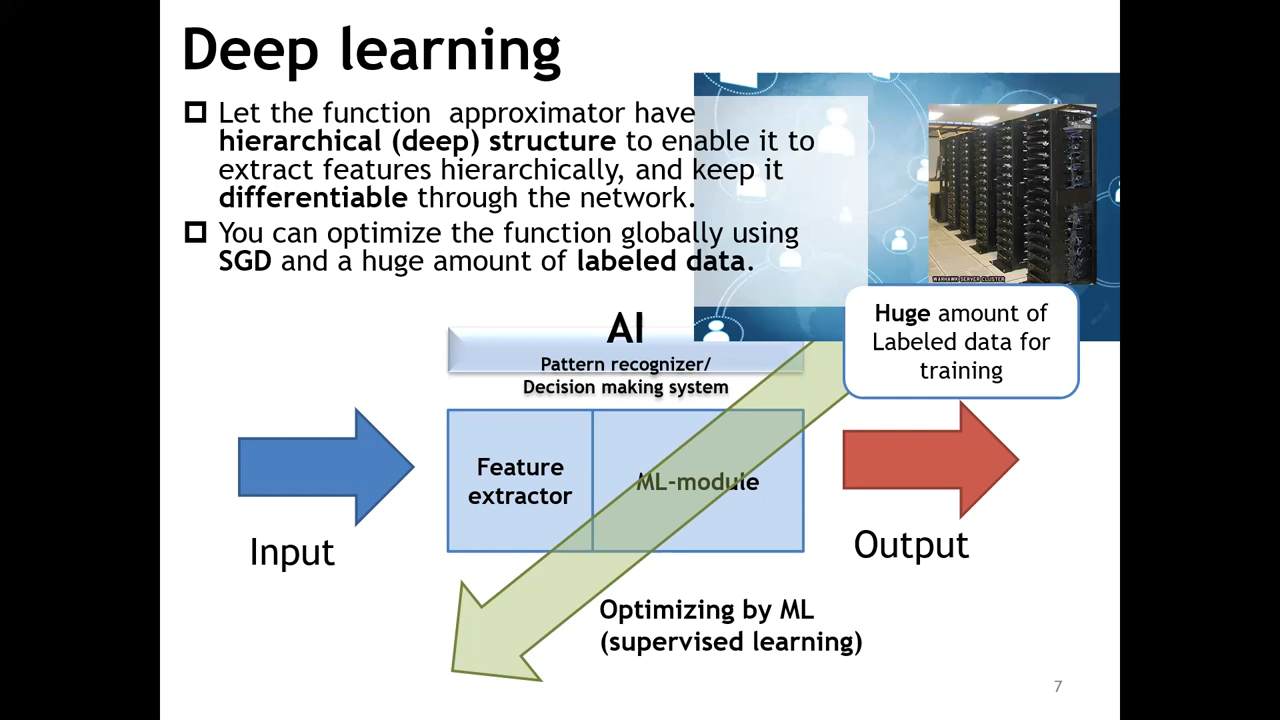 Deep learning
Let the function approximator have
hierarchical (deep) structure to enable it to
extract features hierarchically, and keep it
differentiable through the network.
You can optimize the function globally using
SGD and a huge amount of labeled data.
WARHAWK SERVER CLUSTER
Huge amount of
Labeled data for
training
AI
Pattern recognizer/
Decision making system
Feature
extractor
ML-module
Input
Output
Optimizing by ML
(supervised learning)
7